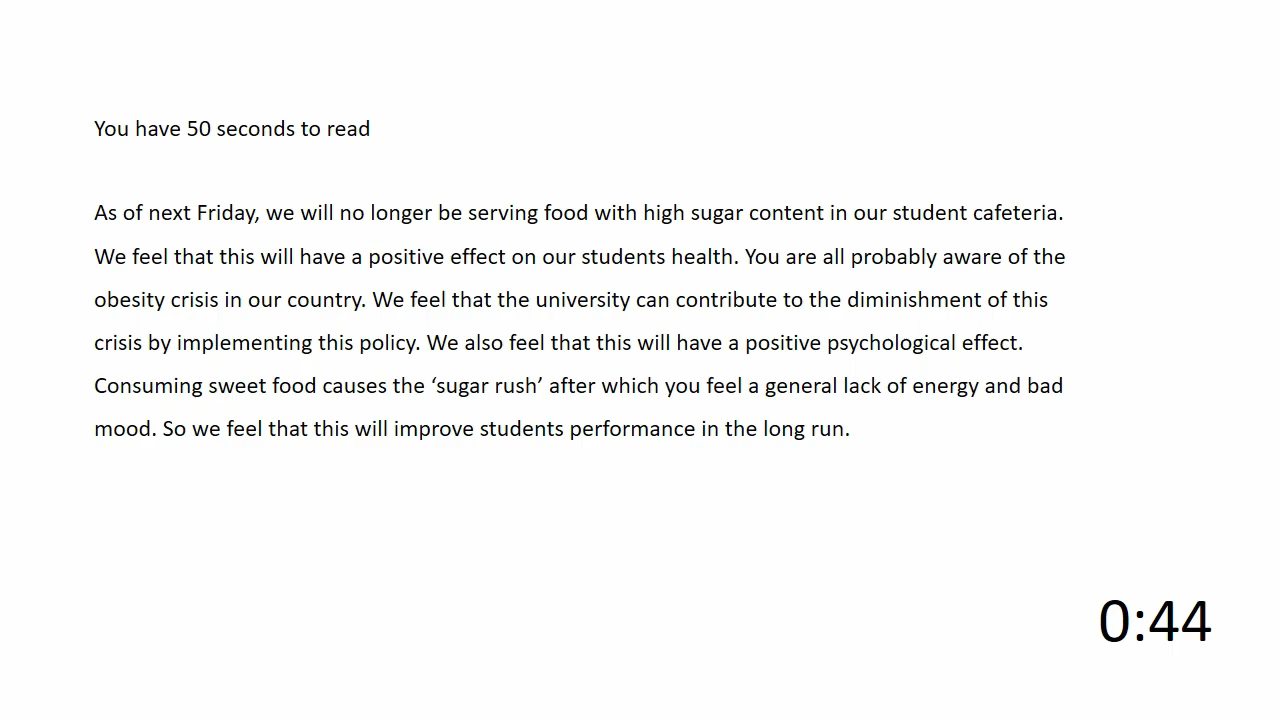 You have 50 seconds to read
As of next Friday, we will no longer be serving food with high sugar content in our student cafeteria.
We feel that this will have a positive effect on our students health. You are all probably aware of the
obesity crisis in our country. We feel that the university can contribute to the diminishment of this
crisis by implementing this policy. We also feel that this will have a positive psychological effect.
Consuming sweet food causes the ‘sugar rush’ after which you feel a general lack of energy and bad
mood. So we feel that this will improve students performance in the long run.
0:44